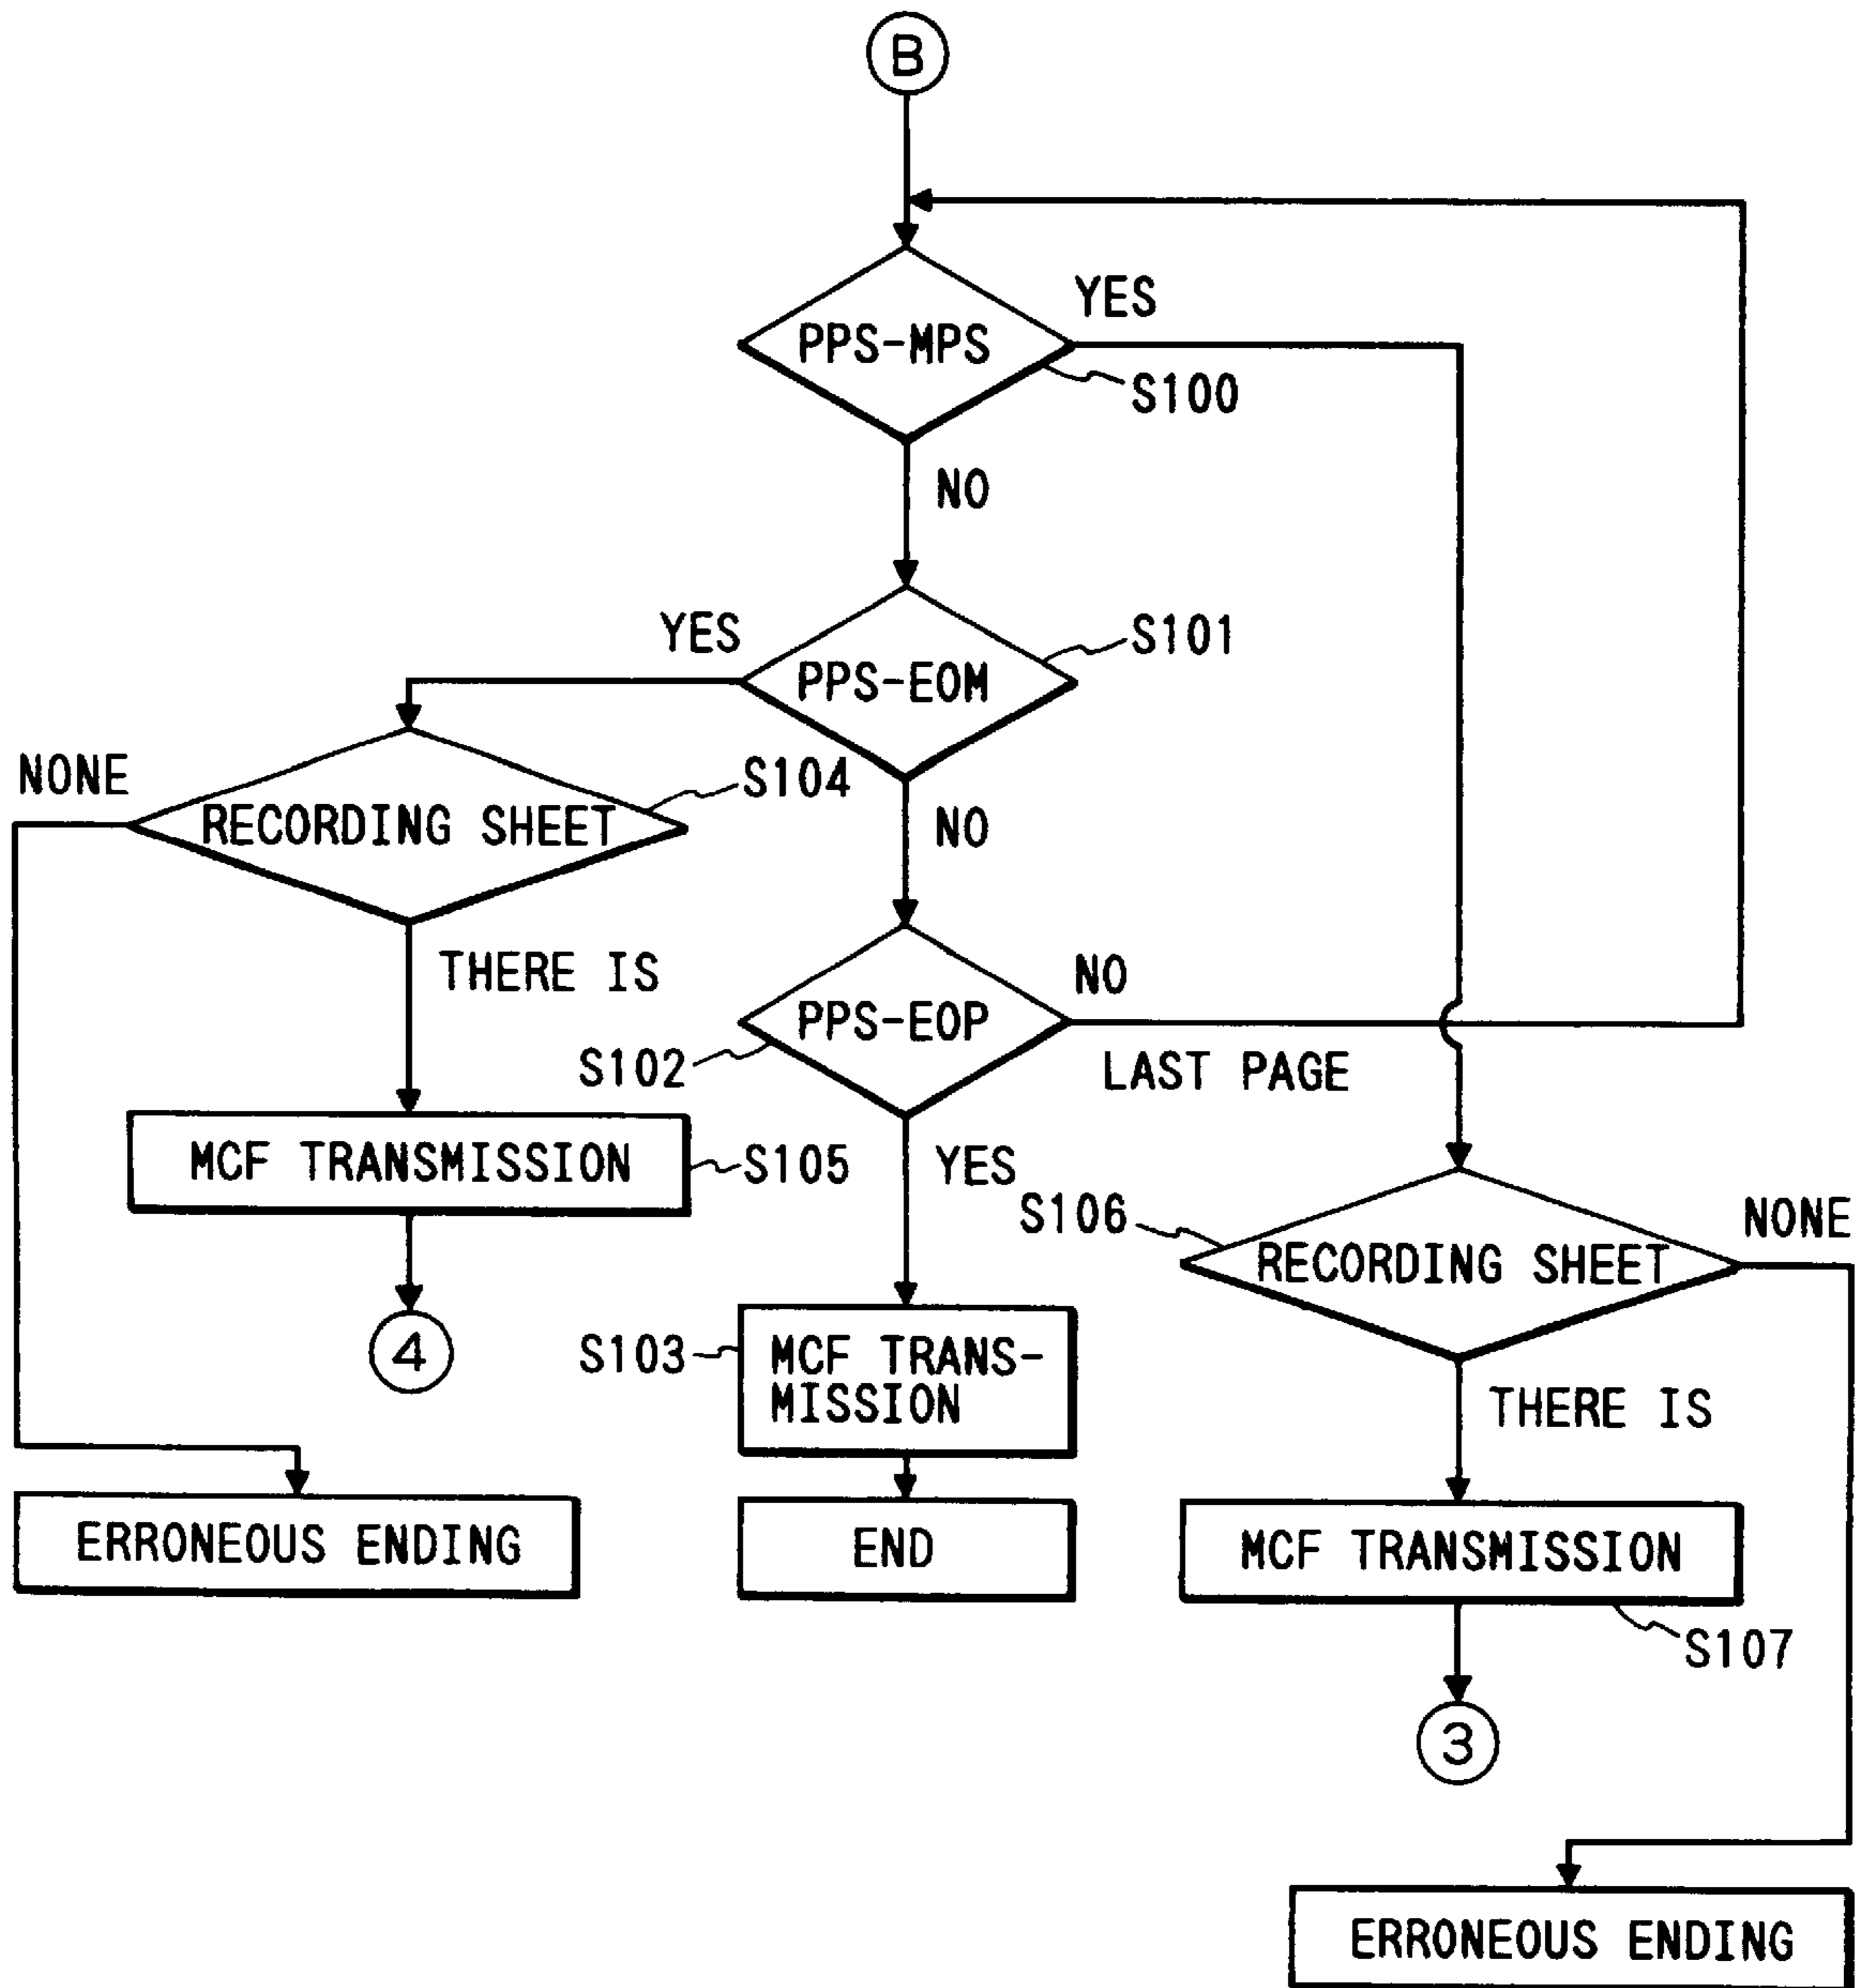 B
YES
PPS-MPS
S100
NO
YES
S101
PPS-EOM
NONE
S104
RECORDING SHEET
NO
THERE IS
NO
PPS-EOP
S102
LAST PAGE
MCF TRANSMISSION
S105
YES
S106
NONE
RECORDING SHEET
4
S103
MCF TRANS-
MISSION
THERE IS
ERRONEOUS ENDING
END
MCF TRANSMISSION
S107
3
ERRONEOUS ENDING